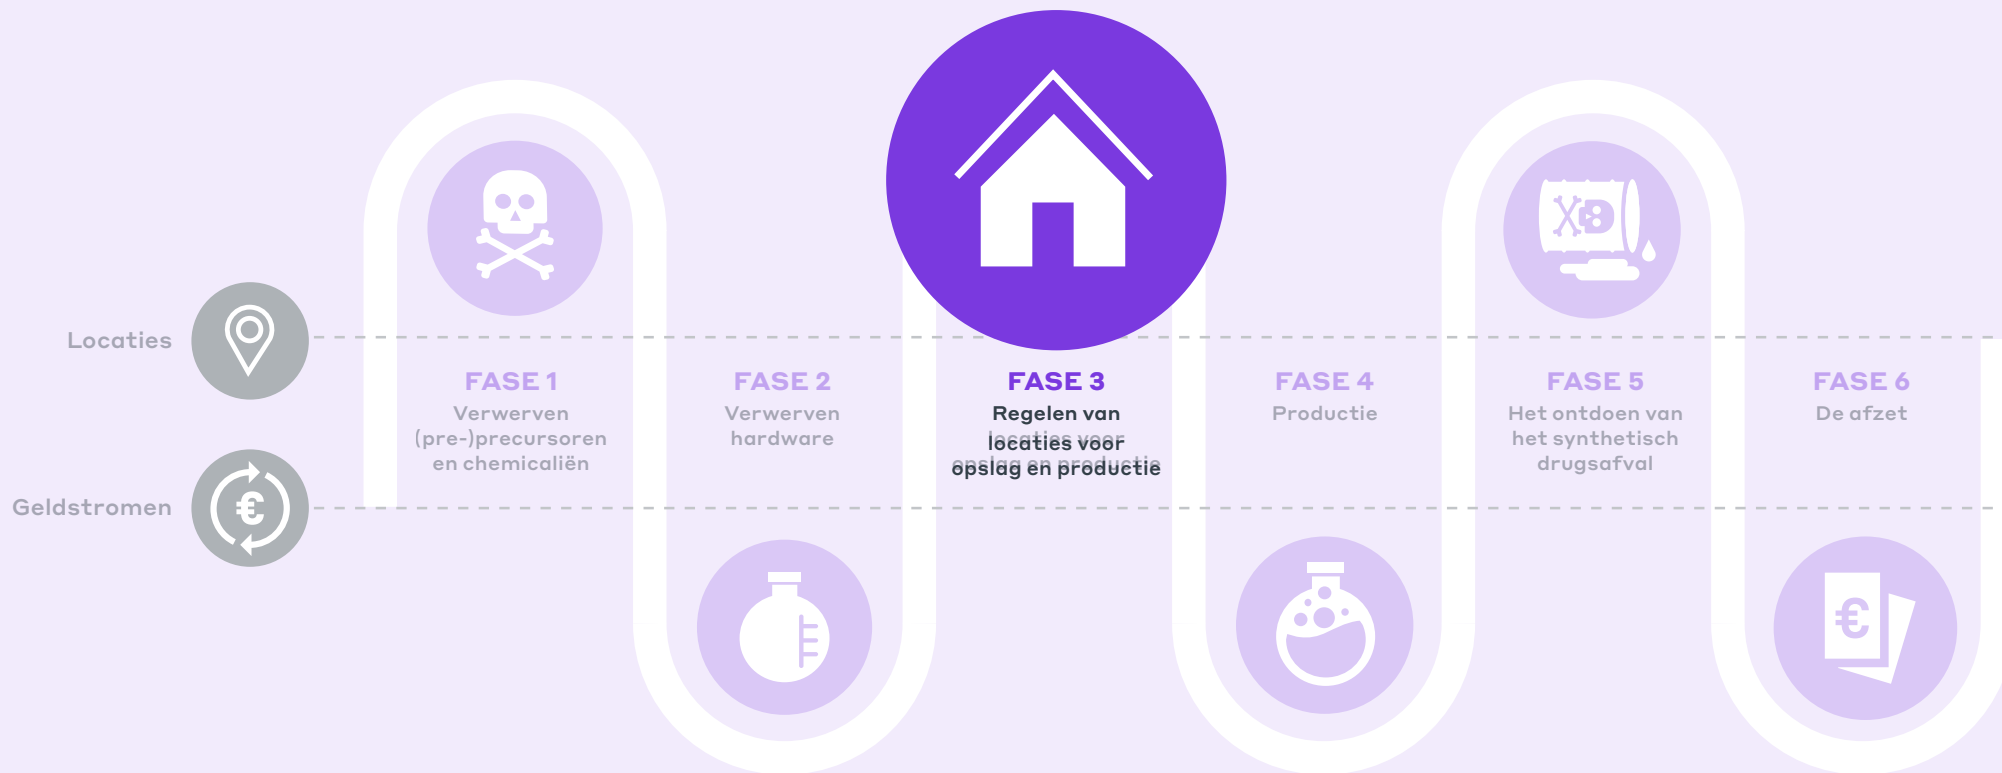 Locaties
Geldstromen
€
FASE 1
Verwerven
(pre-)precursoren
en chemicaliën
FASE 2
Verwerven
hardware
FASE 3
Regelen van
locaties voor
opslag en productie
FASE 4
Productie
FASE 5
Het ontdoen van
het synthetisch
drugsafval
FASE 6
De afzet
€